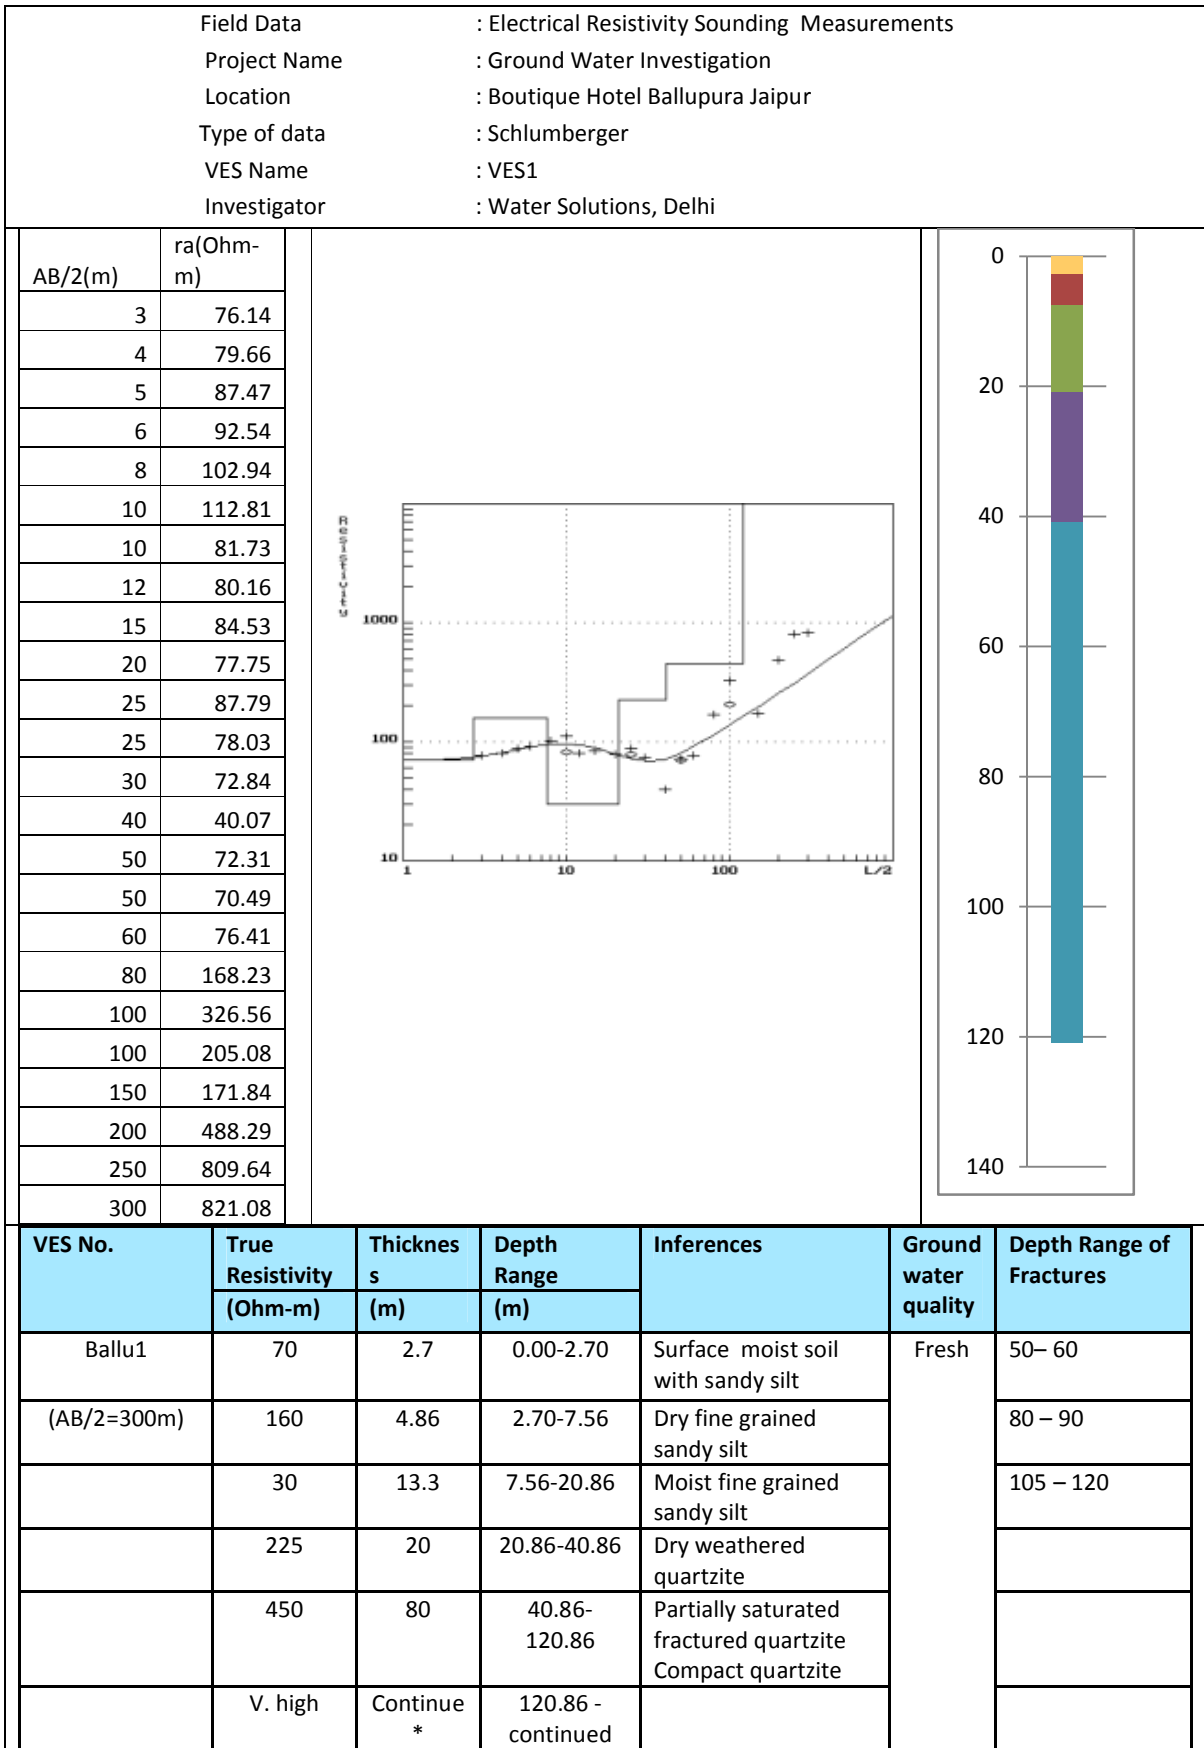 Field Data : Electrical Resistivity Sounding Measurements
Project Name : Ground Water Investigation
Location : Boutique Hotel Ballupura Jaipur
Type of data : Schlumberger
VES Name : VES1
Investigator : Water Solutions, Delhi
AB/2(m) ra(Ohm-m)
3 76.14
4 79.66
5 87.47
6 92.54
8 102.94
10 112.81
10 81.73
12 80.16
15 84.53
20 77.75
25 87.79
25 78.03
30 72.84
40 40.07
50 72.31
50 70.49
60 76.41
80 168.23
100 326.56
100 205.08
150 171.84
200 488.29
250 809.64
300 821.08
Resistivity
1000
100
10
1 10 100 L/2
0
20
40
60
80
100
120
140
VES No. True Resistivity Thicknes s Depth Range Inferences Ground water quality Depth Range of Fractures
(Ohm-m) (m) (m)
Ballu1 70 2.7 0.00-2.70 Surface moist soil with sandy silt Fresh 50– 60
(AB/2=300m) 160 4.86 2.70-7.56 Dry fine grained sandy silt 80 – 90
30 13.3 7.56-20.86 Moist fine grained sandy silt 105 – 120
225 20 20.86-40.86 Dry weathered quartzite
450 80 40.86-120.86 Partially saturated fractured quartzite Compact quartzite
V. high Continue * 120.86 - continued